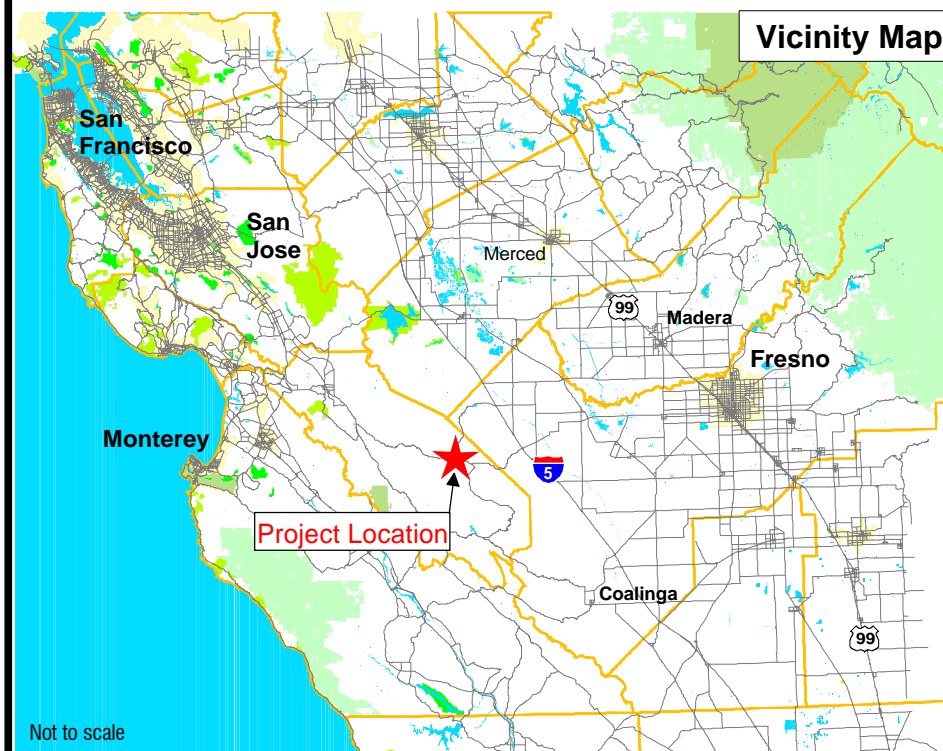 Vicinity Map
San
Francisco
San
Jose
Merced
99
Madera
Fresno
Monterey
5
Project Location
Coalinga
99
Not to scale